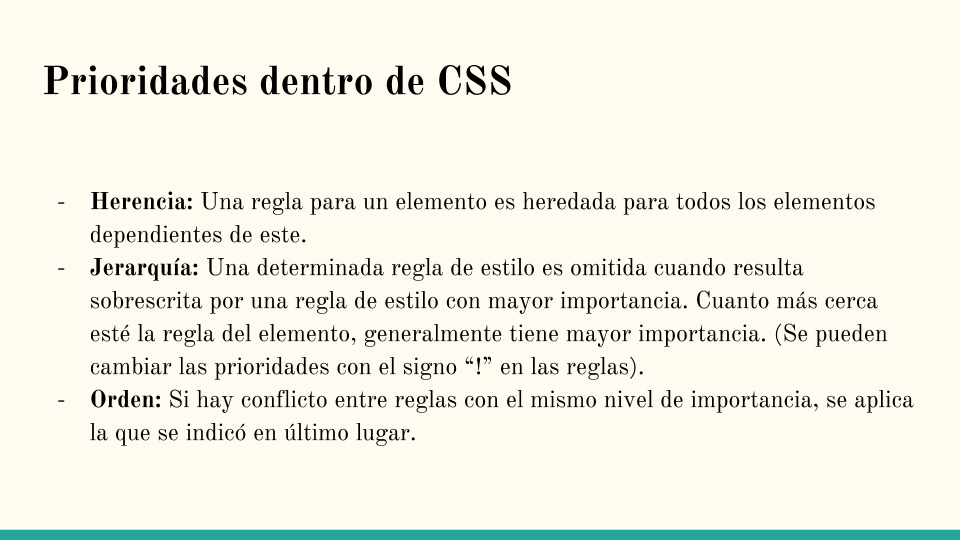 Prioridades dentro de CSS
- Herencia: Una regla para un elemento es heredada para todos los elementos
dependientes de este.
- Jerarquía: Una determinada regla de estilo es omitida cuando resulta
sobrescrita por una regla de estilo con mayor importancia. Cuanto más cerca
esté la regla del elemento, generalmente tiene mayor importancia. (Se pueden
cambiar las prioridades con el signo “!” en las reglas).
- Orden: Si hay conflicto entre reglas con el mismo nivel de importancia, se aplica
la que se indicó en último lugar.